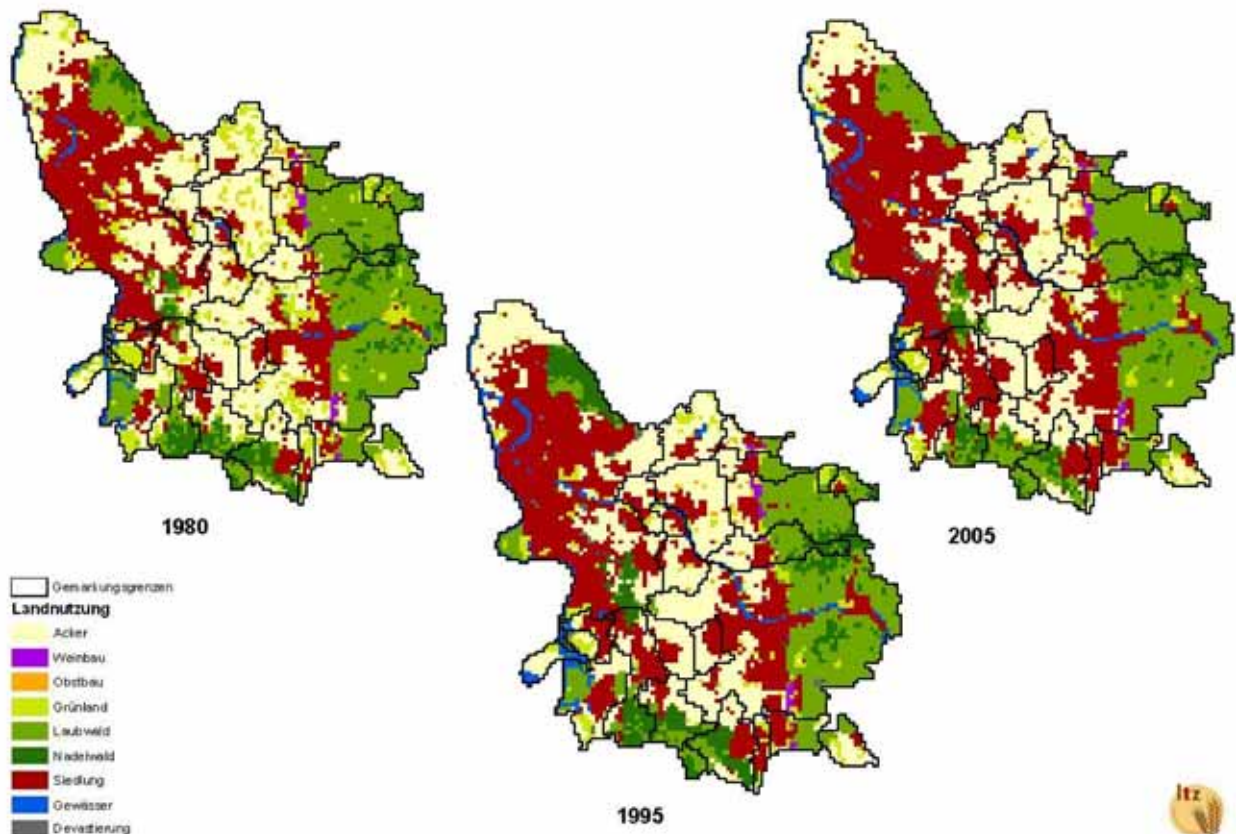 1980
2005
1995
Gemarkungsgrenzen
Landnutzung
Acker
Weinbau
Obstbau
Grünland
Laubwald
Nadelwald
Siedlung
Gewässer
Devastierung
ltz